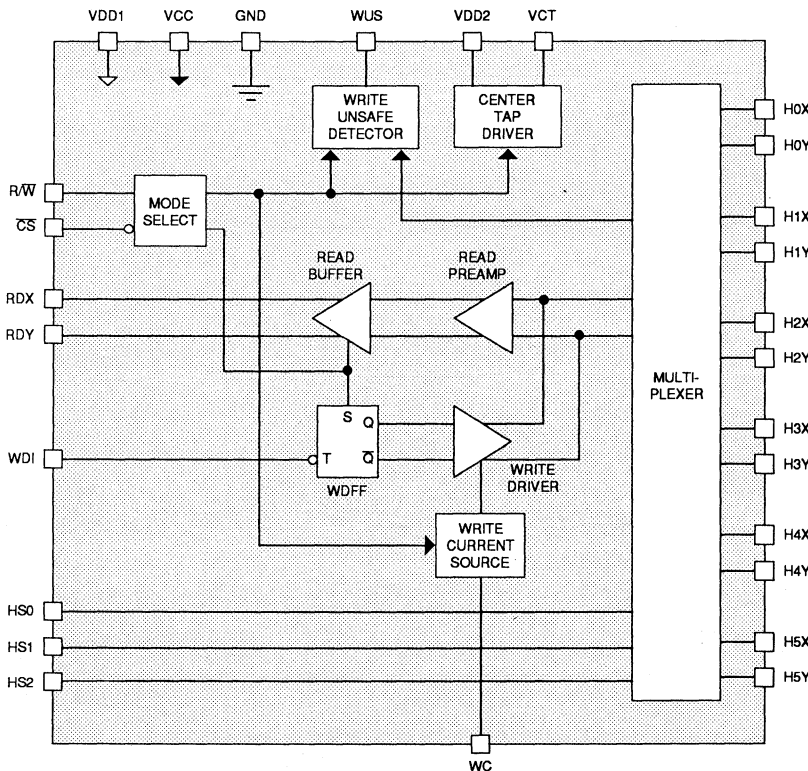 VDD1 VCC GND WUS VDD2 VCT
WRITE
UNSAFE
DETECTOR
CENTER
TAP
DRIVER
H0X
H0Y
R/W̅
C̅S̅
MODE
SELECT
H1X
H1Y
READ
BUFFER
READ
PREAMP
RDX
RDY
H2X
H2Y
MULTI-
PLEXER
S
Q
T
Q̅
WDFF
WRITE
DRIVER
WDI
H3X
H3Y
WRITE
CURRENT
SOURCE
H4X
H4Y
HS0
HS1
HS2
H5X
H5Y
WC